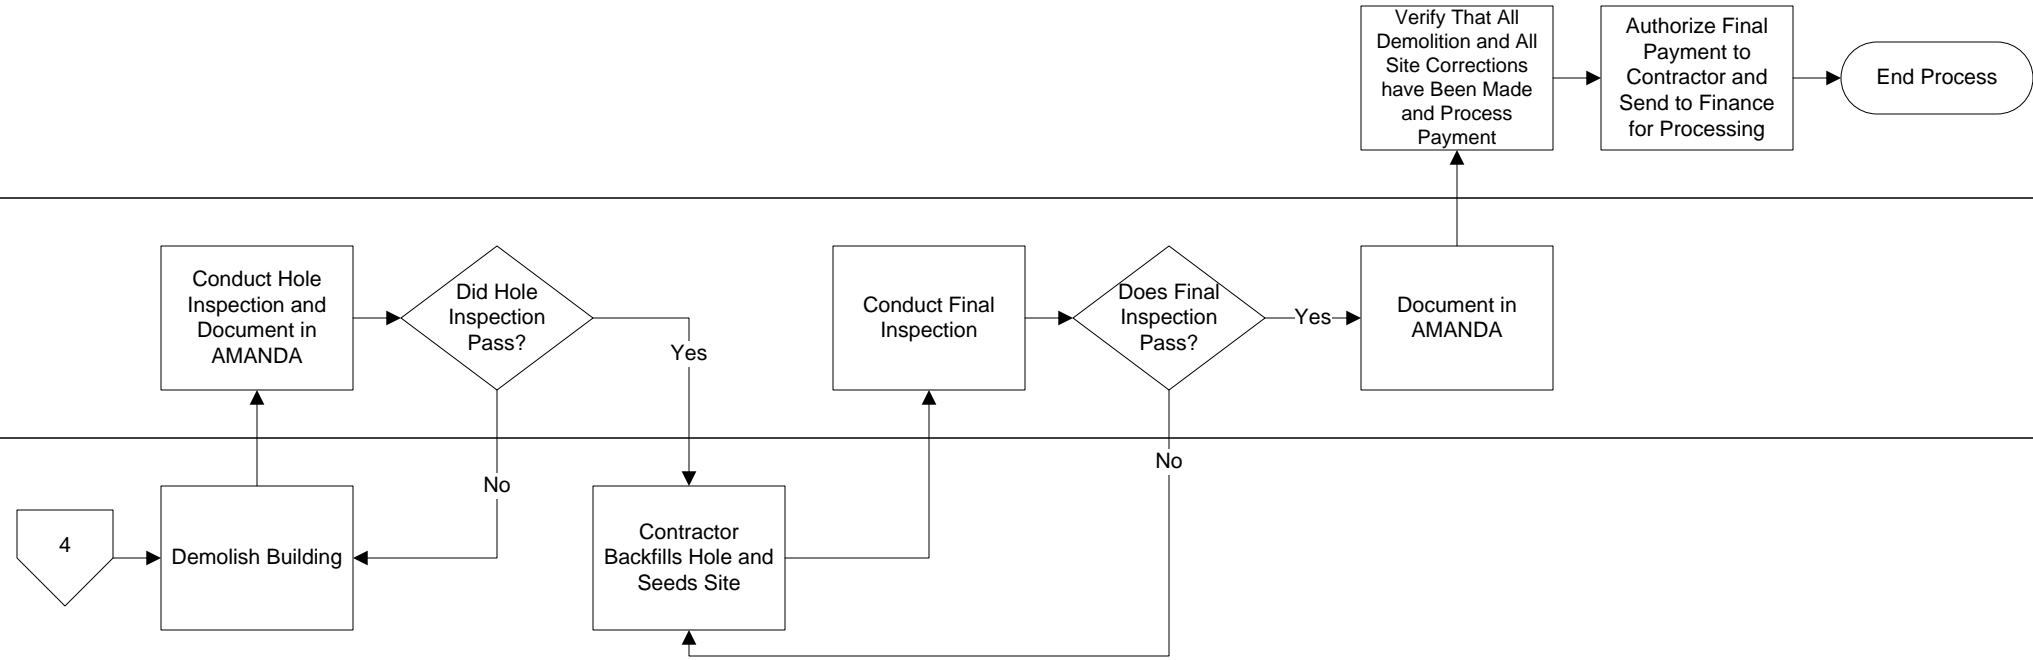 Verify That All
Demolition and All
Site Corrections
have Been Made
and Process
Payment
Authorize Final
Payment to
Contractor and
Send to Finance
for Processing
End Process
Conduct Hole
Inspection and
Document in
AMANDA
Did Hole
Inspection
Pass?
Yes
Conduct Final
Inspection
Does Final
Inspection
Pass?
Yes
Document in
AMANDA
No
No
4
Demolish Building
Contractor
Backfills Hole and
Seeds Site